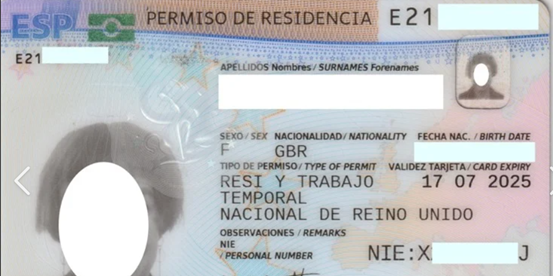 ESP PERMISO DE RESIDENCIA E21
E21
APELLIDOS Nombres / SURNAMES Forenames
SEXO / SEX NACIONALIDAD / NATIONALITY FECHA NAC. / BIRTH DATE
F GBR
TIPO DE PERMISO / TYPE OF PERMIT VALIDEZ TARJETA / CARD EXPIRY
RESI Y TRABAJO 17 07 2025
TEMPORAL
NACIONAL DE REINO UNIDO
OBSERVACIONES / REMARKS
NIE
/ PERSONAL NUMBER NIE:X J